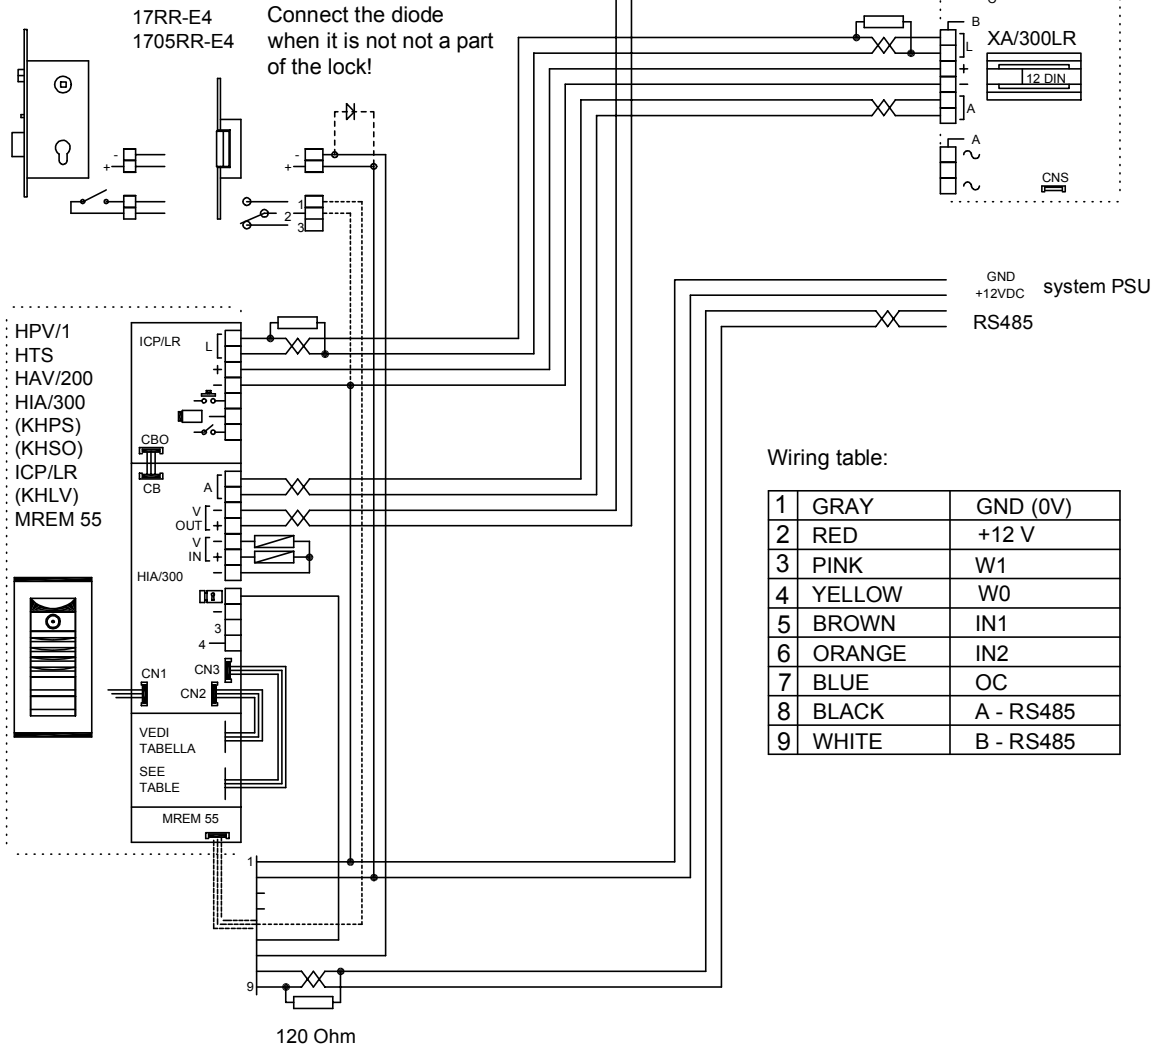 17RR-E4
1705RR-E4
Connect the diode
when it is not not a part
of the lock!
B
L
+
−
A
XA/300LR
12 DIN
A
CNS
-
+
-
+
1
2
3
GND
+12VDC
system PSU
RS485
HPV/1
HTS
HAV/200
HIA/300
(KHPS)
(KHSO)
ICP/LR
(KHLV)
MREM 55
ICP/LR
L
+
−
CBO
CB
A
V
−
OUT
+
V
−
IN
+
−
HIA/300
−
3
4
CN3
CN1
CN2
VEDI
TABELLA
SEE
TABLE
MREM 55
1
9
120 Ohm
Wiring table:
1 GRAY GND (0V)
2 RED +12 V
3 PINK W1
4 YELLOW W0
5 BROWN IN1
6 ORANGE IN2
7 BLUE OC
8 BLACK A - RS485
9 WHITE B - RS485